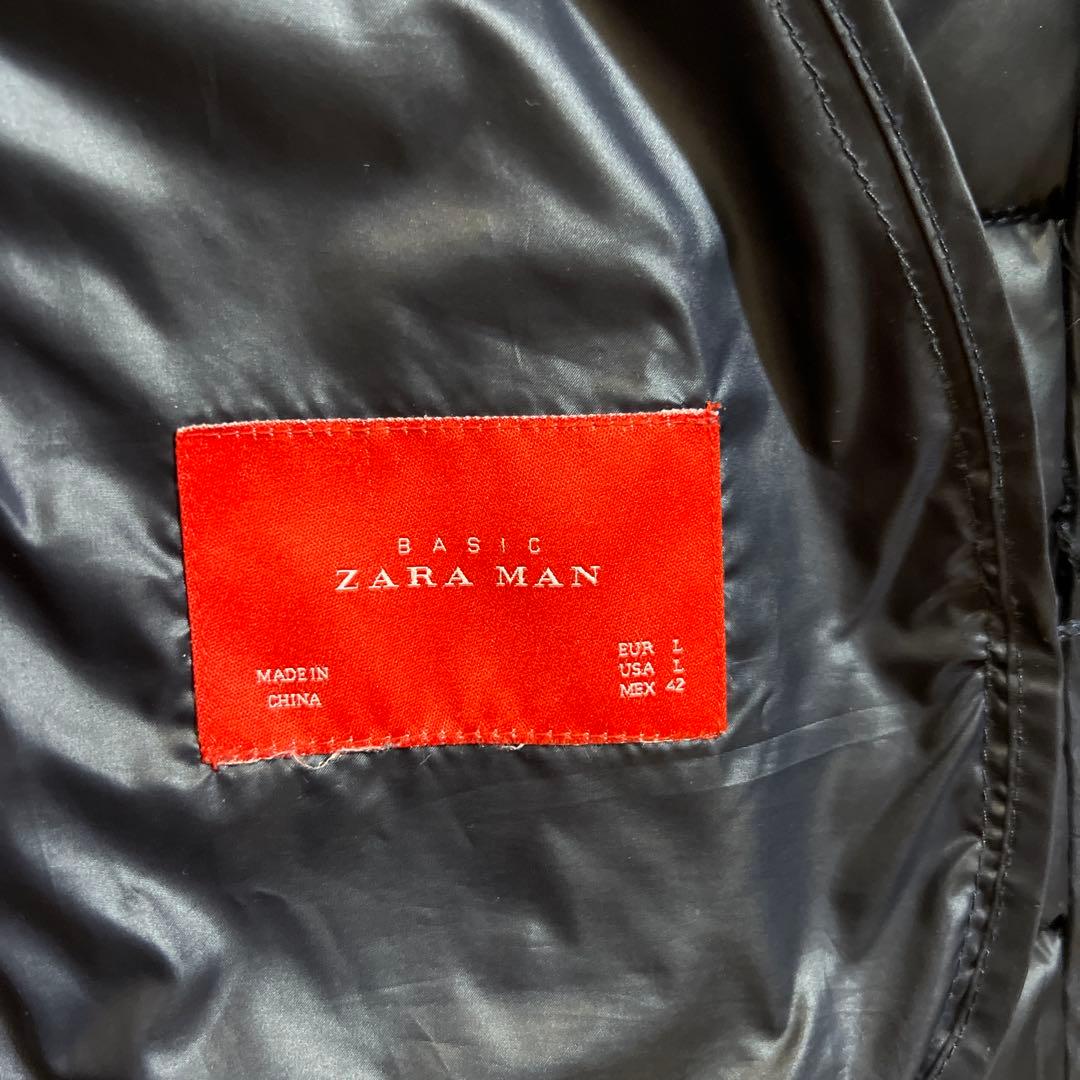 BASIC
ZARA MAN
MADE IN
CHINA
EUR L
USA L
MEX 42